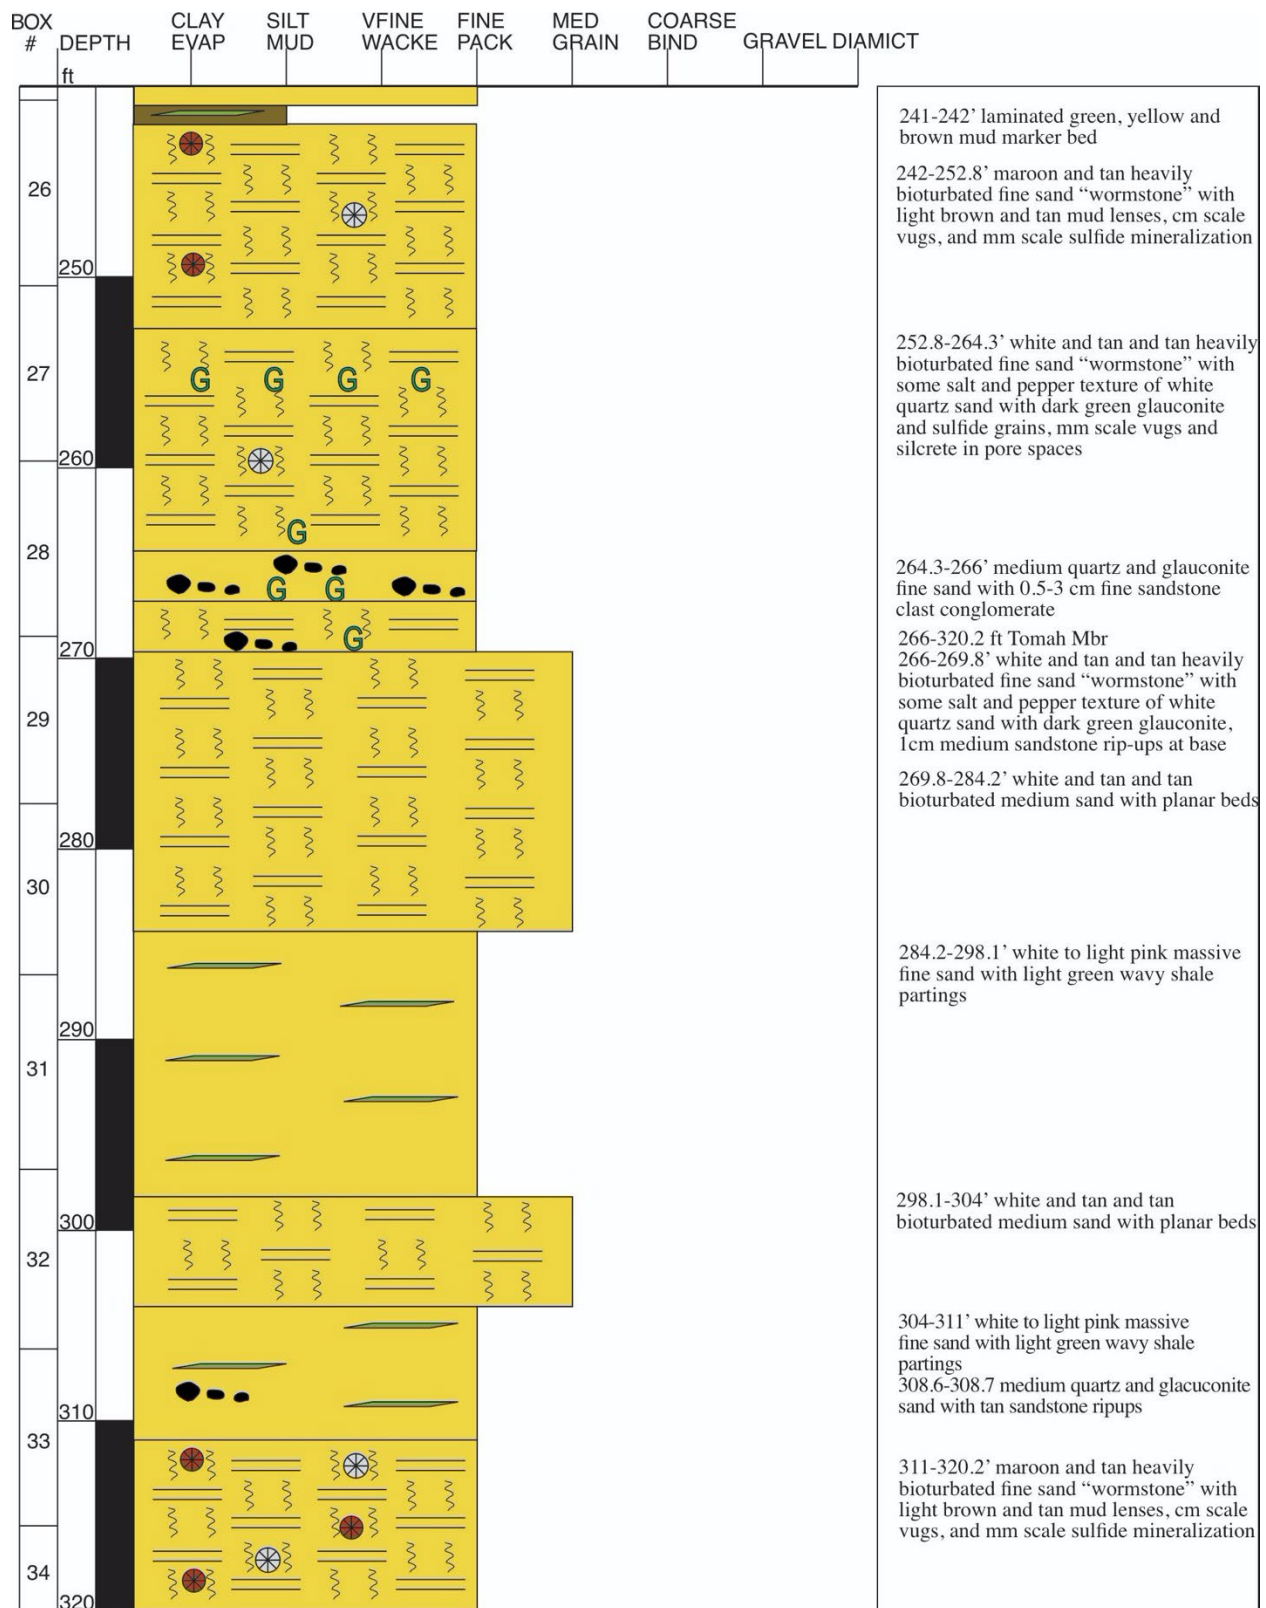 BOX
#
DEPTH
ft
CLAY
EVAP
SILT
MUD
VFINE
WACKE
FINE
PACK
MED
GRAIN
COARSE
BIND
GRAVEL
DIAMICT
241-242’ laminated green, yellow and
brown mud marker bed
26
242-252.8’ maroon and tan heavily
bioturbated fine sand “wormstone” with
light brown and tan mud lenses, cm scale
vugs, and mm scale sulfide mineralization
250
27
G G G G
252.8-264.3’ white and tan and tan heavily
bioturbated fine sand “wormstone” with
some salt and pepper texture of white
quartz sand with dark green glauconite
and sulfide grains, mm scale vugs and
silcrete in pore spaces
260
G
28
G G
264.3-266’ medium quartz and glauconite
fine sand with 0.5-3 cm fine sandstone
clast conglomerate
G
270
266-320.2 ft Tomah Mbr
266-269.8’ white and tan and tan heavily
bioturbated fine sand “wormstone” with
some salt and pepper texture of white
quartz sand with dark green glauconite,
1cm medium sandstone rip-ups at base
29
269.8-284.2’ white and tan and tan
bioturbated medium sand with planar beds
280
30
284.2-298.1’ white to light pink massive
fine sand with light green wavy shale
partings
290
31
300
298.1-304’ white and tan and tan
bioturbated medium sand with planar beds
32
304-311’ white to light pink massive
fine sand with light green wavy shale
partings
308.6-308.7 medium quartz and glacuconite
sand with tan sandstone ripups
310
33
311-320.2’ maroon and tan heavily
bioturbated fine sand “wormstone” with
light brown and tan mud lenses, cm scale
vugs, and mm scale sulfide mineralization
34
320